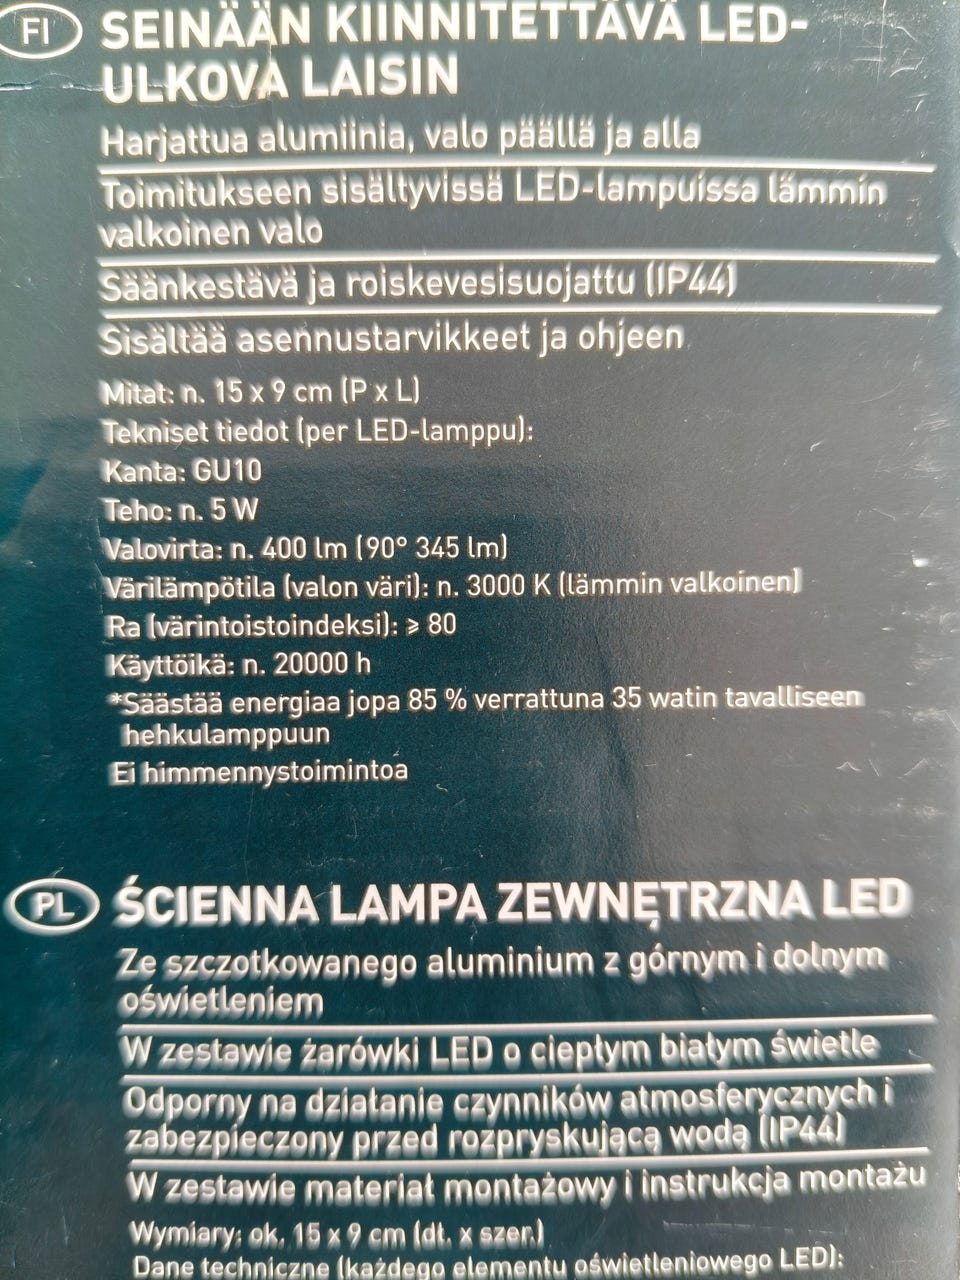 FI SEINÄÄN KIINNITETTÄVÄ LED-
ULKOVALAISIN
Harjattua alumiinia, valo päällä ja alla
Toimitukseen sisältyvissä LED-lampuissa lämmin
valkoinen valo
Säänkestävä ja roiskevesisuojattu (IP44)
Sisältää asennustarvikkeet ja ohjeen
Mitat: n. 15 x 9 cm (P x L)
Tekniset tiedot (per LED-lamppu):
Kanta: GU10
Teho: n. 5 W
Valovirta: n. 400 lm (90° 345 lm)
Värilämpötila (valon väri): n. 3000 K (lämmin valkoinen)
Ra (värintoistoindeksi): ≥ 80
Käyttöikä: n. 20000 h
*Säästää energiaa jopa 85 % verrattuna 35 watin tavalliseen
hehkulamppuun
Ei himmennystoimintoa
PL ŚCIENNA LAMPA ZEWNĘTRZNA LED
Ze szczotkowanego aluminium z górnym i dolnym
oświetleniem
W zestawie żarówki LED o ciepłym białym świetle
Odporny na działanie czynników atmosferycznych i
zabezpieczony przed rozpryskującą wodą (IP44)
W zestawie materiał montażowy i instrukcja montażu
Wymiary: ok. 15 x 9 cm (dł. x szer.)
Dane techniczne (każdego elementu oświetleniowego LED):